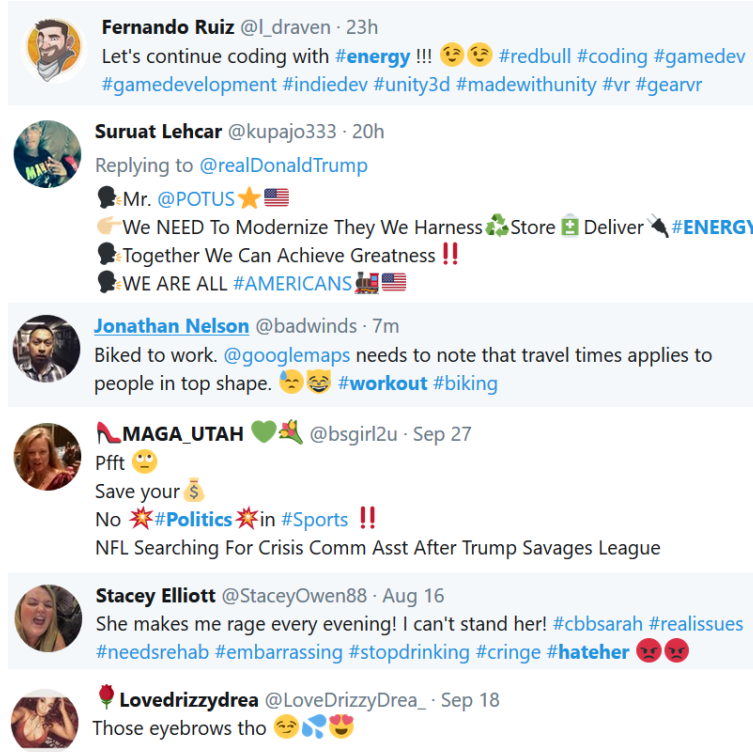 Fernando Ruiz @l_draven · 23h
Let's continue coding with #energy !!! 😉😉 #redbull #coding #gamedev
#gamedevelopment #indiedev #unity3d #madewithunity #vr #gearvr
Suruat Lehcar @kupajo333 · 20h
Replying to @realDonaldTrump
🗣Mr. @POTUS⭐🇺🇸
👉🏻We NEED To Modernize They We Harness♻Store🔋Deliver🔌#ENERGY
🗣Together We Can Achieve Greatness‼
🗣WE ARE ALL #AMERICANS🚂🇺🇸
Jonathan Nelson @badwinds · 7m
Biked to work. @googlemaps needs to note that travel times applies to
people in top shape. 😓😸 #workout #biking
👠MAGA_UTAH 💚💐 @bsgirl2u · Sep 27
Pfft 🙄
Save your💰
No 💥#Politics💥in #Sports ‼
NFL Searching For Crisis Comm Asst After Trump Savages League
Stacey Elliott @StaceyOwen88 · Aug 16
She makes me rage every evening! I can't stand her! #cbbsarah #realissues
#needsrehab #embarrassing #stopdrinking #cringe #hateher 😡😡
🌹Lovedrizzydrea @LoveDrizzyDrea_ · Sep 18
Those eyebrows tho 😏💦😍